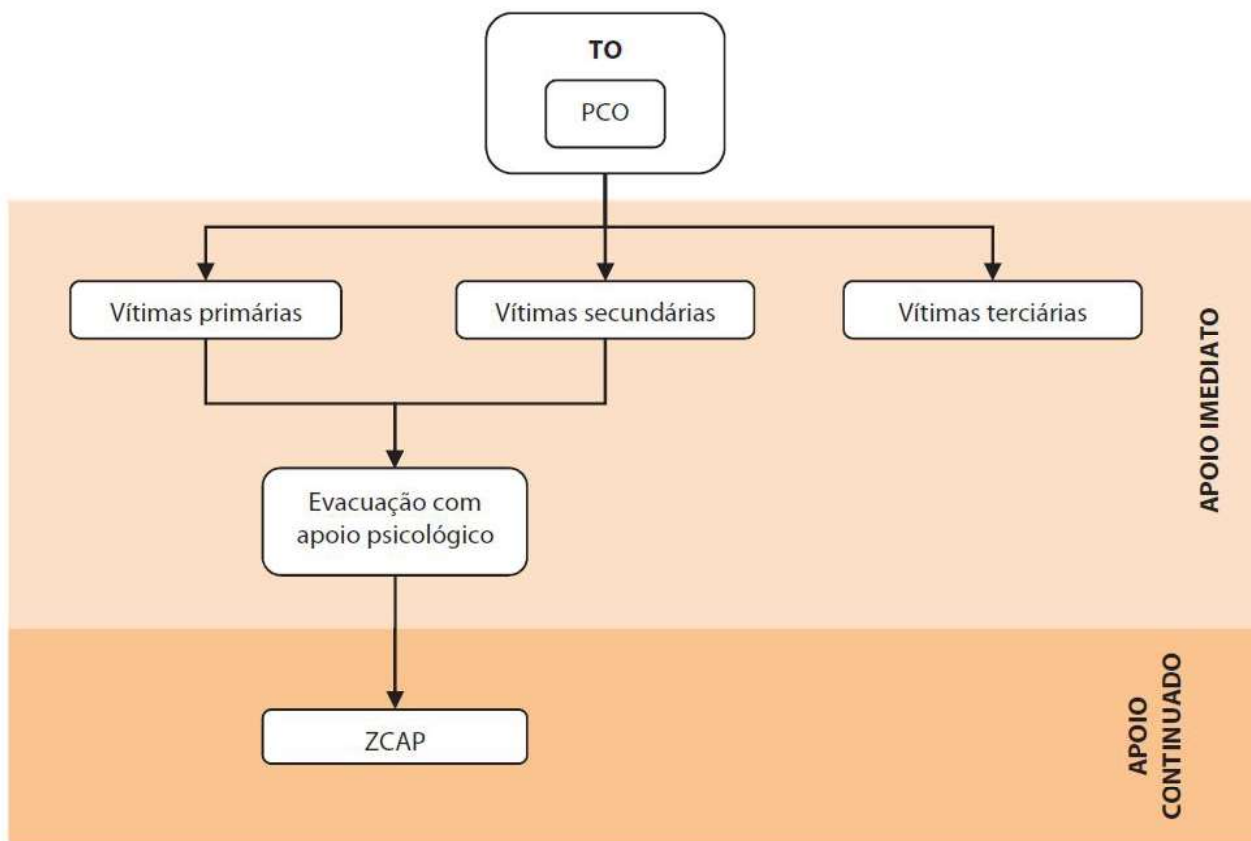 TO
PCO
Vítimas primárias
Vítimas secundárias
Vítimas terciárias
Evacuação com
apoio psicológico
APOIO IMEDIATO
ZCAP
APOIO
CONTINUADO